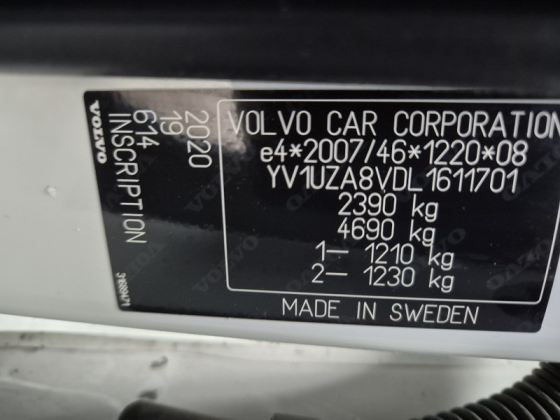 VOLVO CAR CORPORATION
e4*2007/46*1220*08
YV1UZA8VDL1611701
2390 kg
4690 kg
1— 1210 kg
2— 1230 kg
MADE IN SWEDEN
2020
19
614
INSCRIPTION
VOLVO